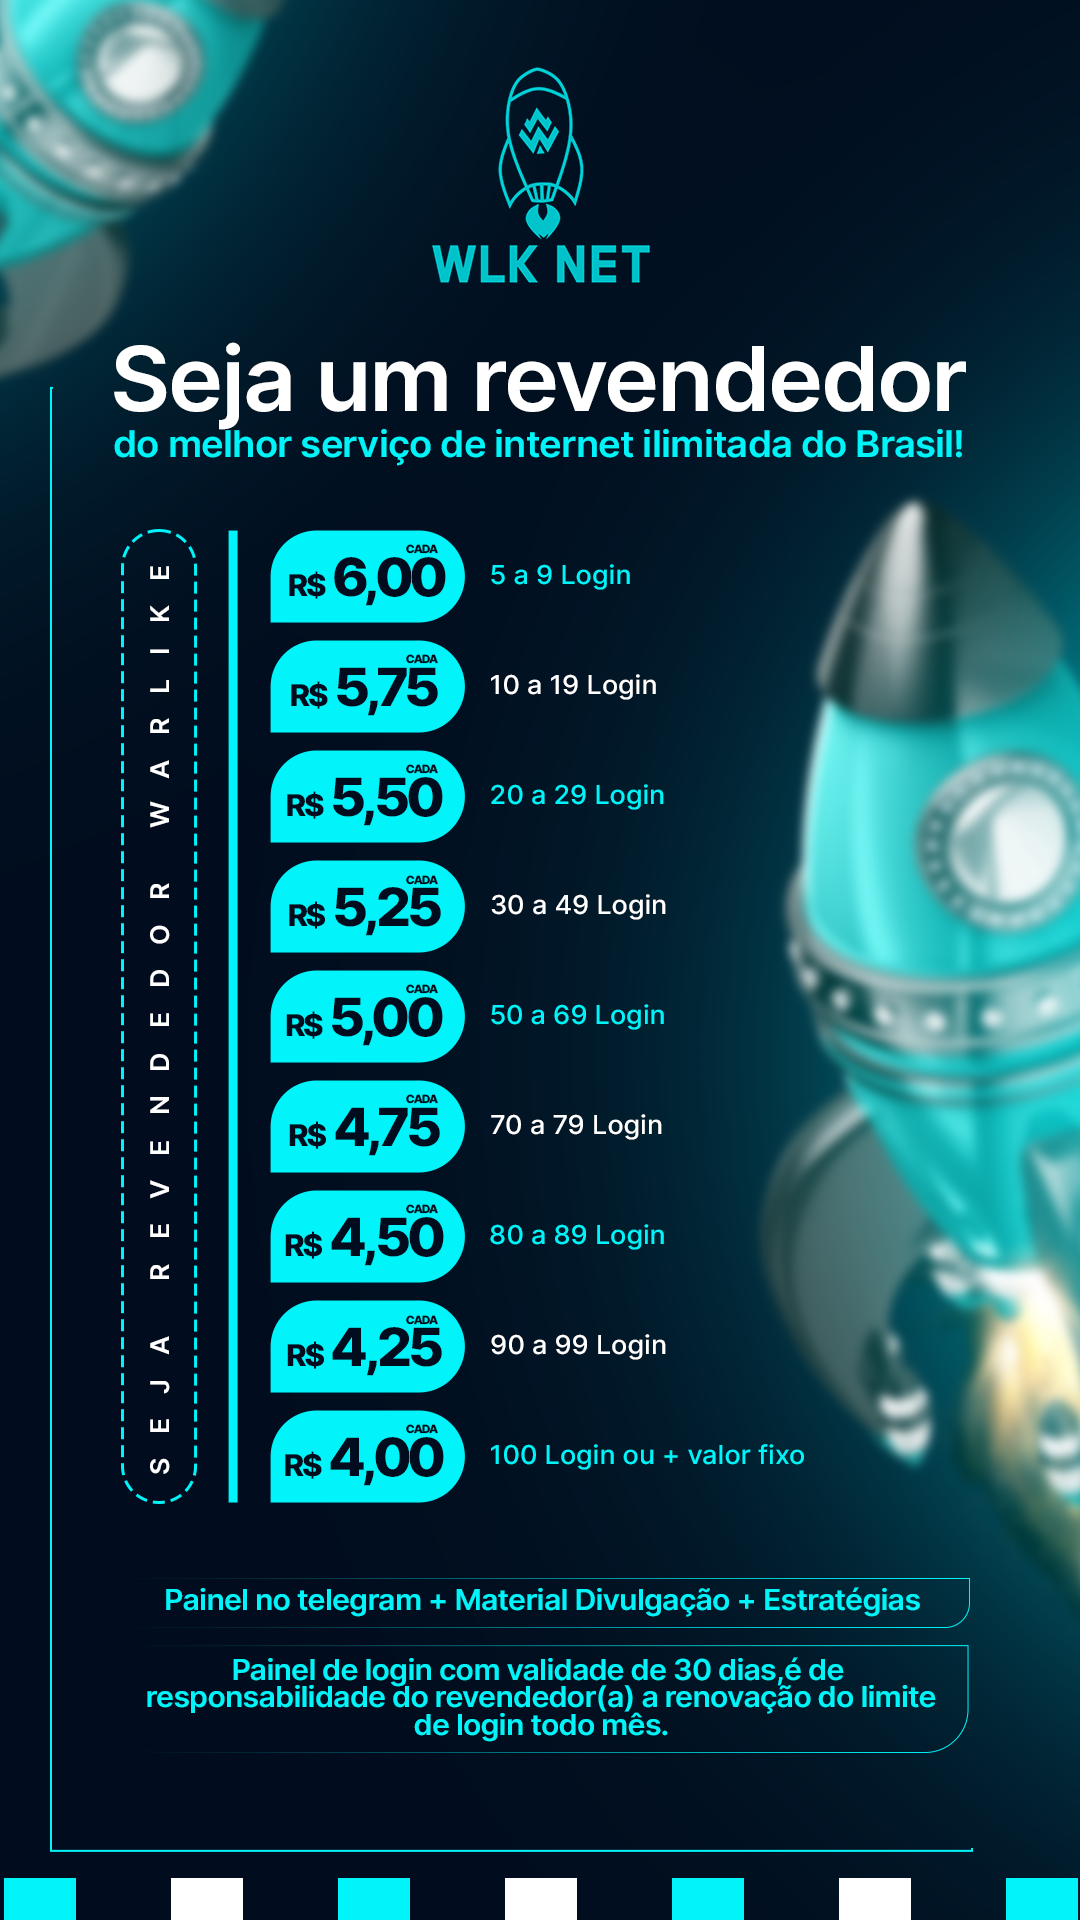 WLK NET
Seja um revendedor
do melhor serviço de internet ilimitada do Brasil!
SEJA REVENDEDOR WARLIKE
CADA
R$ 6,00
5 a 9 Login
CADA
R$ 5,75
10 a 19 Login
CADA
R$ 5,50
20 a 29 Login
CADA
R$ 5,25
30 a 49 Login
CADA
R$ 5,00
50 a 69 Login
CADA
R$ 4,75
70 a 79 Login
CADA
R$ 4,50
80 a 89 Login
CADA
R$ 4,25
90 a 99 Login
CADA
R$ 4,00
100 Login ou + valor fixo
Painel no telegram + Material Divulgação + Estratégias
Painel de login com validade de 30 dias,é de
responsabilidade do revendedor(a) a renovação do limite
de login todo mês.